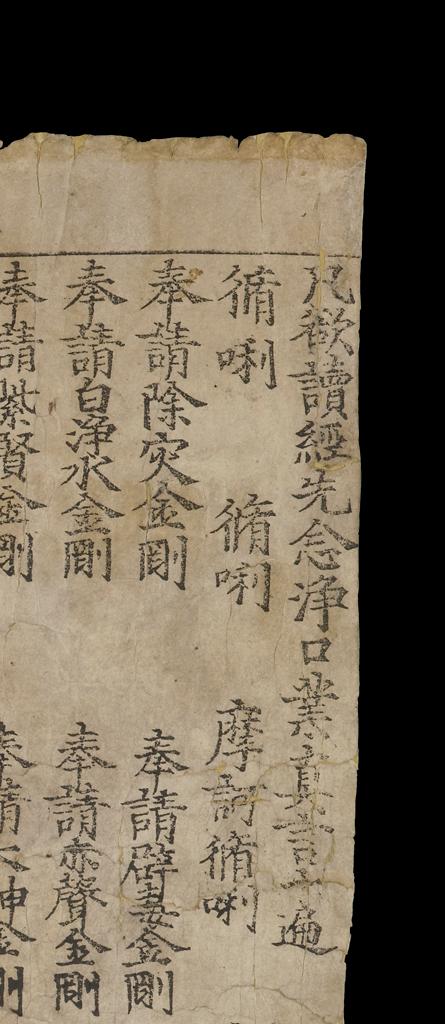 凡欲讀經先念淨口業真言一遍
脩唎 脩唎 摩訶脩唎
奉請除災金剛 奉請辟毒金剛
奉請白淨水金剛 奉請赤聲金剛
奉請紫賢金剛 奉請大神金剛